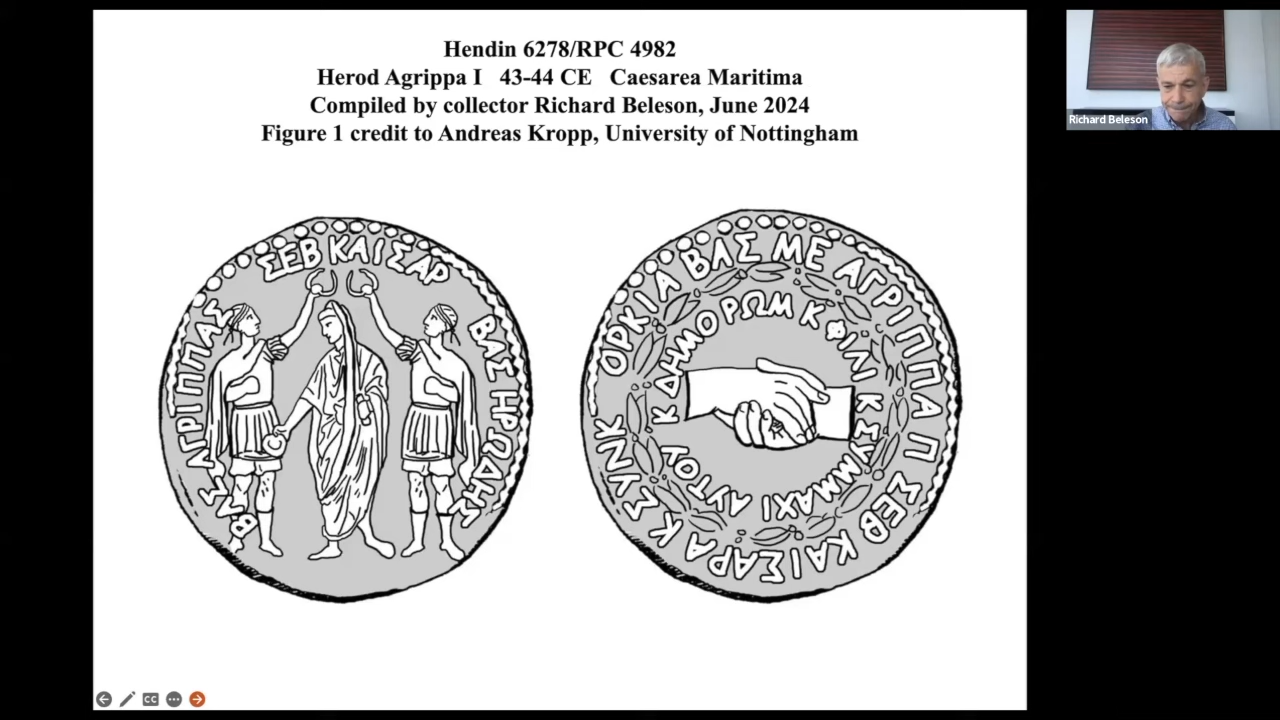 Hendin 6278/RPC 4982
Herod Agrippa I 43-44 CE Caesarea Maritima
Compiled by collector Richard Beleson, June 2024
Figure 1 credit to Andreas Kropp, University of Nottingham
Richard Beleson
ΒΑΣ ΑΓΡΙΠΠΑΣ
ΣΕΒ ΚΑΙΣΑΡ
ΒΑΣ ΗΡΩΔΗΣ
ΟΡΚΙΑ ΒΑΣ ΜΕ ΑΓΡΙΠΠΑ Π ΣΕΒ ΚΑΙΣΑΡΑ Κ ΣΥΝΚ
Κ ΔΗΜΟ ΡΩΜ Κ ΦΙΛΙ Κ ΣΥΜΜΑΧΙ ΑΥΤΟΥ
CC